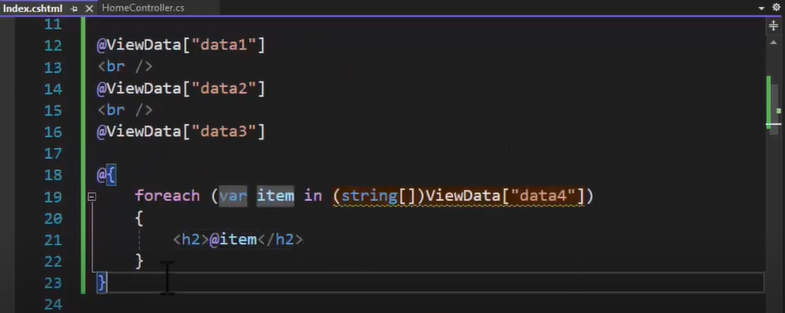 Index.cshtml HomeController.cs
11
12 @ViewData["data1"]
13 <br />
14 @ViewData["data2"]
15 <br />
16 @ViewData["data3"]
17
18 @{
19 foreach (var item in (string[])ViewData["data4"])
20 {
21 <h2>@item</h2>
22 }
23 }
24